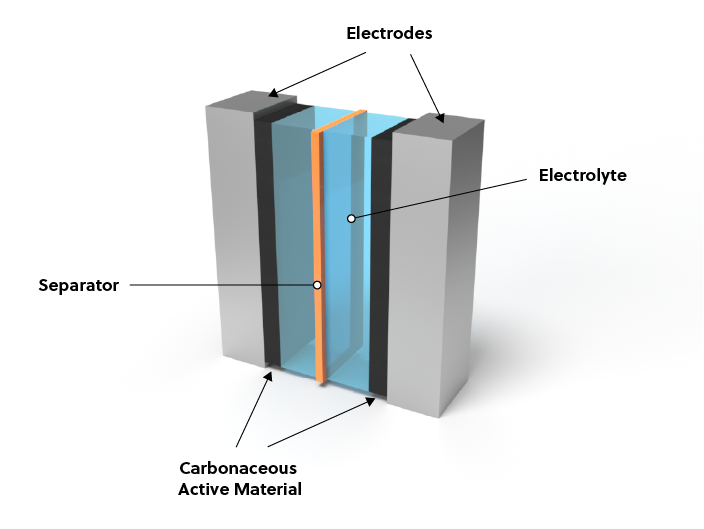 Electrodes
Electrolyte
Separator
Carbonaceous
Active Material